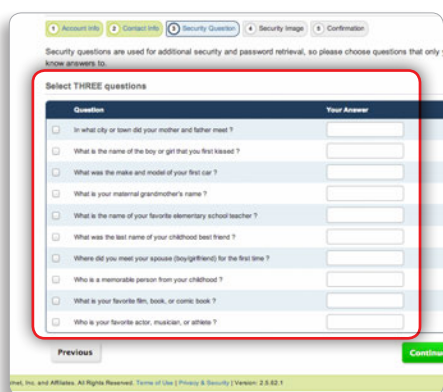 1 Account Info 2 Contact Info 3 Security Question 4 Security Image 5 Confirmation
Security questions are used for additional security and password retrieval, so please choose questions that only
know answers to.
Select THREE questions
Question Your Answer
In what city or town did your mother and father meet ?
What is the name of the boy or girl that you first kissed ?
What was the make and model of your first car ?
What is your maternal grandmother's name ?
What is the name of your favorite elementary school teacher ?
What was the last name of your childhood best friend ?
Where did you meet your spouse (boy/girlfriend) for the first time ?
Who is a memorable person from your childhood ?
What is your favorite film, book, or comic book ?
Who is your favorite actor, musician, or athlete ?
Previous Continu
Inc. and Affiliates. All Rights Reserved. Terms of Use | Privacy & Security | Version: 2.5.62.1